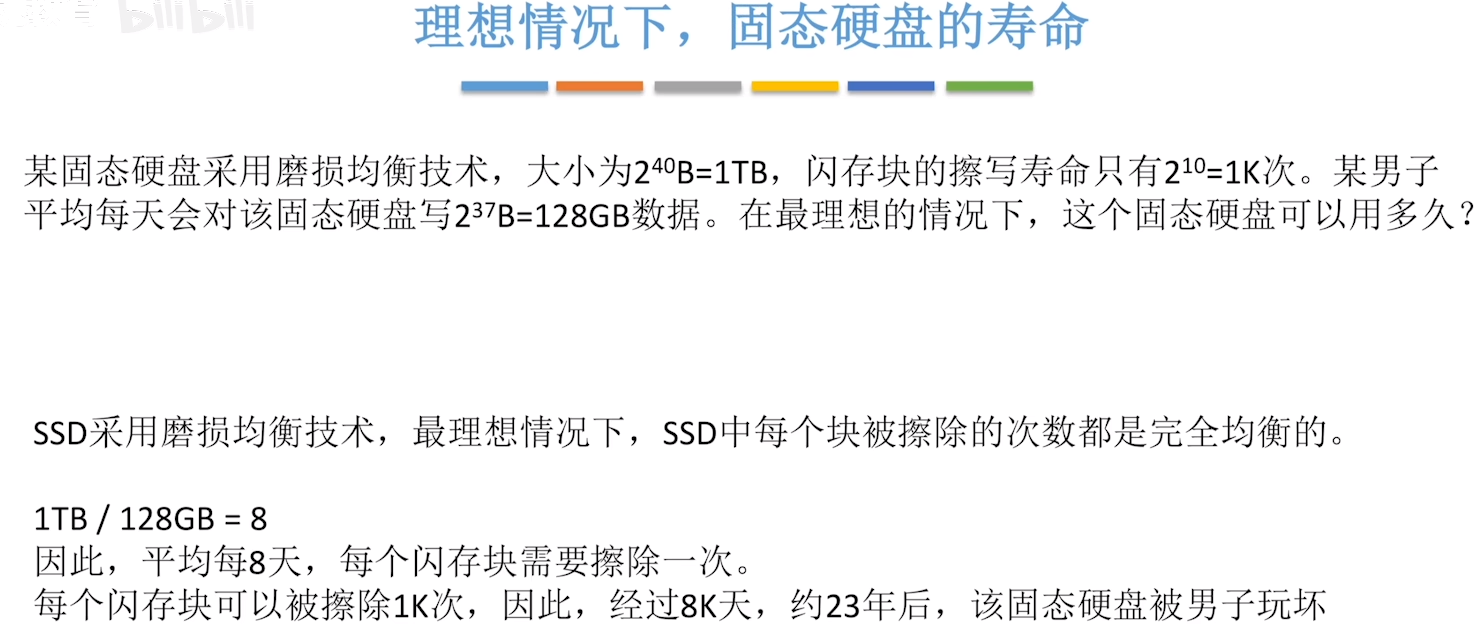 bilibili
理想情况下，固态硬盘的寿命
某固态硬盘采用磨损均衡技术，大小为2⁴⁰B=1TB，闪存块的擦写寿命只有2¹⁰=1K次。某男子
平均每天会对该固态硬盘写2³⁷B=128GB数据。在最理想的情况下，这个固态硬盘可以用多久？
SSD采用磨损均衡技术，最理想情况下，SSD中每个块被擦除的次数都是完全均衡的。
1TB / 128GB = 8
因此，平均每8天，每个闪存块需要擦除一次。
每个闪存块可以被擦除1K次，因此，经过8K天，约23年后，该固态硬盘被男子玩坏